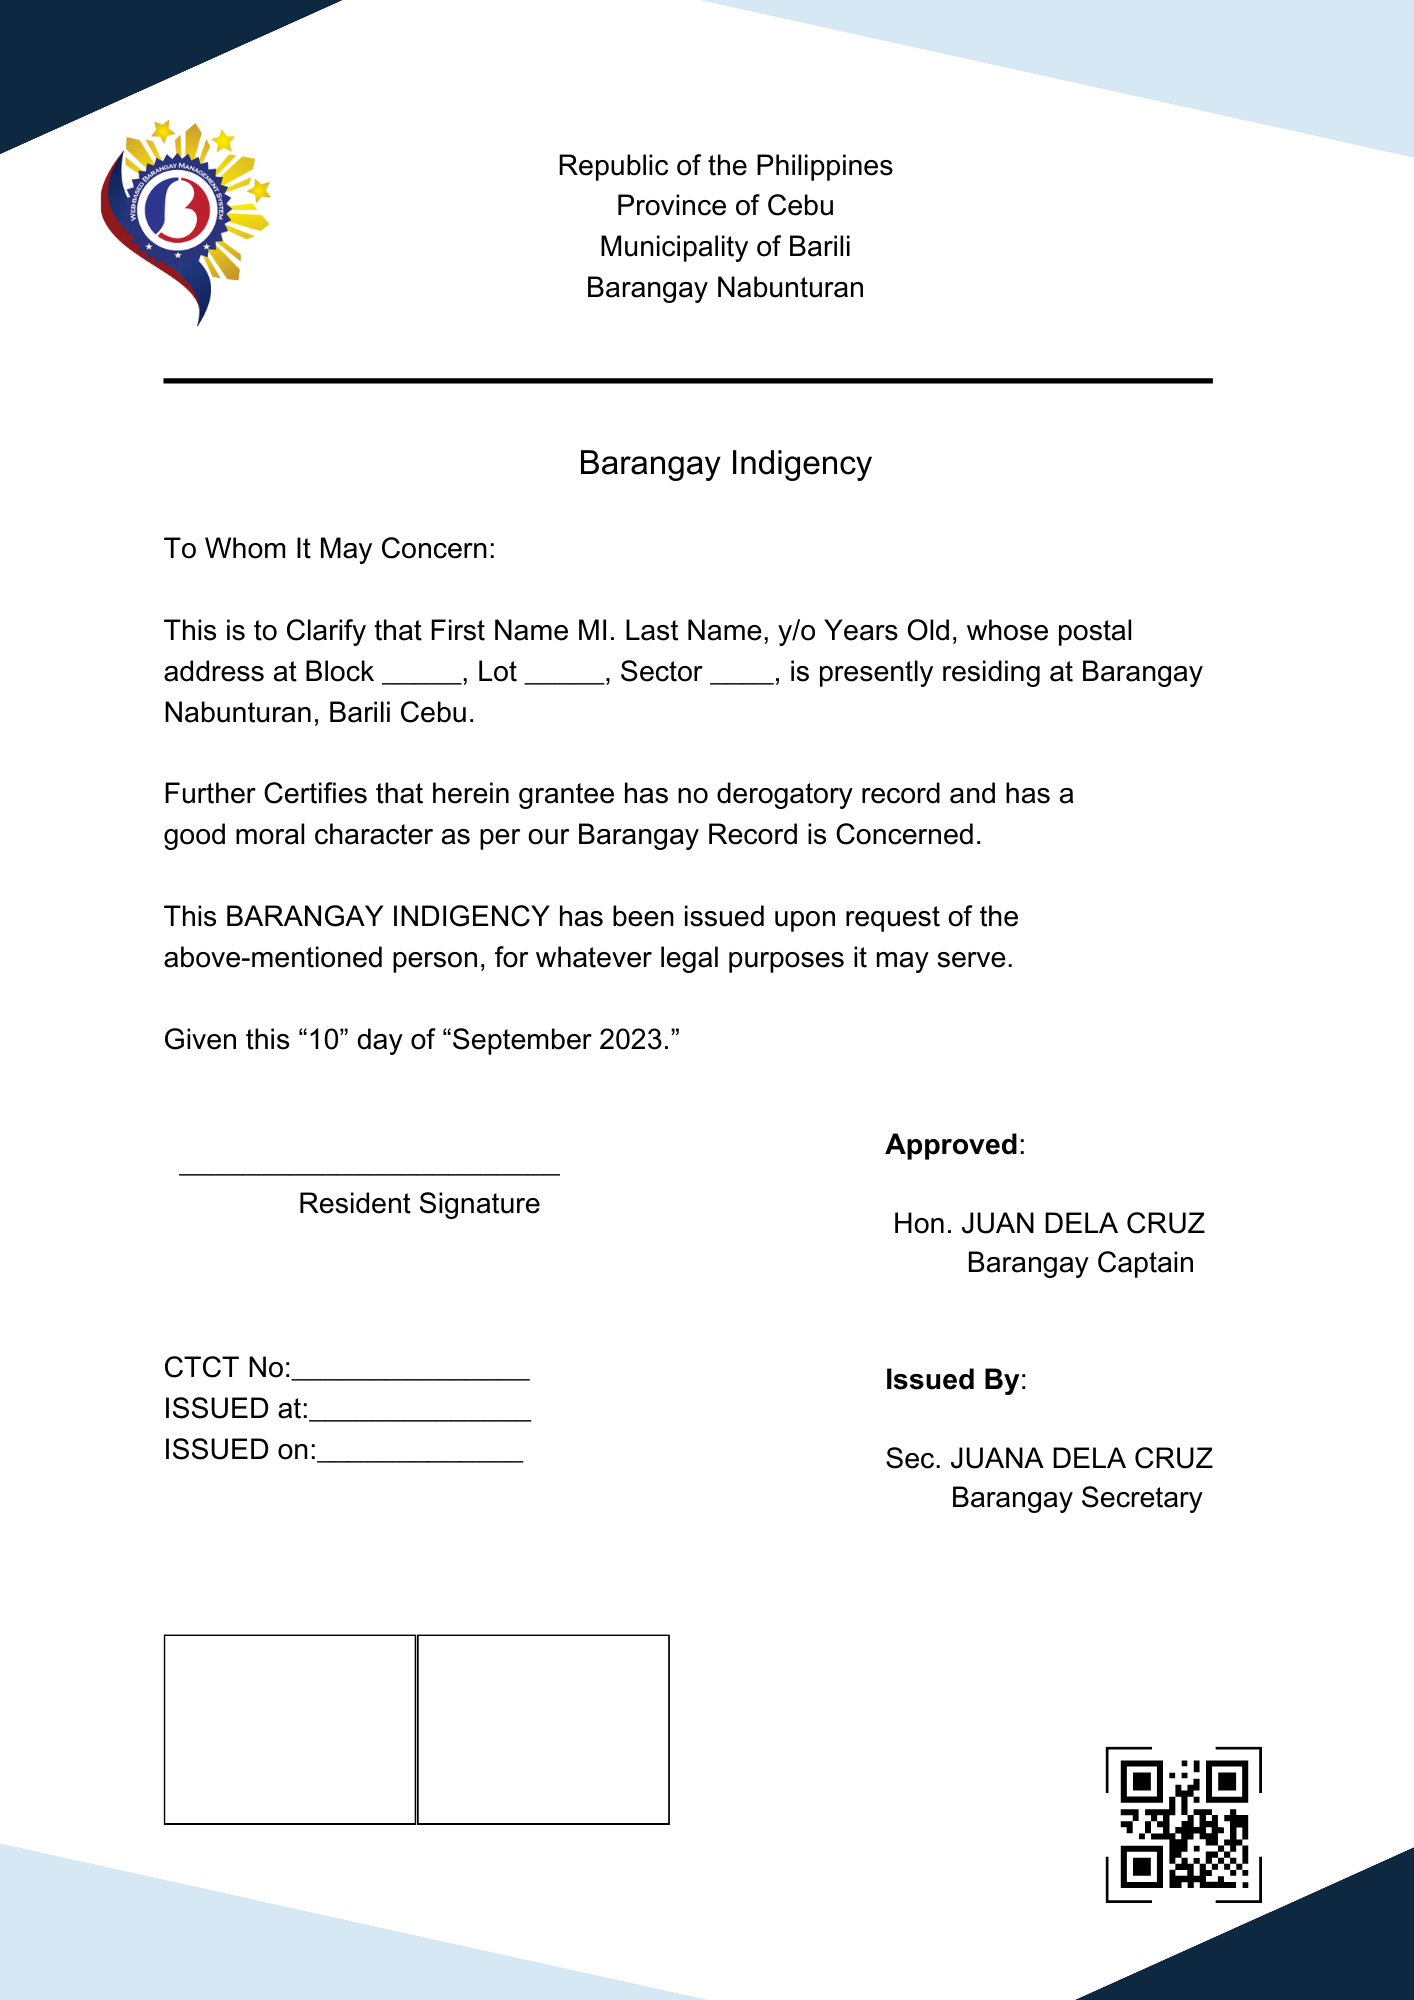 WEB-BASED BARANGAY MANAGEMENT SYSTEM
Republic of the Philippines
Province of Cebu
Municipality of Barili
Barangay Nabunturan
Barangay Indigency
To Whom It May Concern:
This is to Clarify that First Name MI. Last Name, y/o Years Old, whose postal
address at Block _____, Lot _____, Sector ____, is presently residing at Barangay
Nabunturan, Barili Cebu.
Further Certifies that herein grantee has no derogatory record and has a
good moral character as per our Barangay Record is Concerned.
This BARANGAY INDIGENCY has been issued upon request of the
above-mentioned person, for whatever legal purposes it may serve.
Given this “10” day of “September 2023.”
________________________
Resident Signature
Approved:
Hon. JUAN DELA CRUZ
Barangay Captain
CTCT No:_______________
ISSUED at:______________
ISSUED on:_____________
Issued By:
Sec. JUANA DELA CRUZ
Barangay Secretary